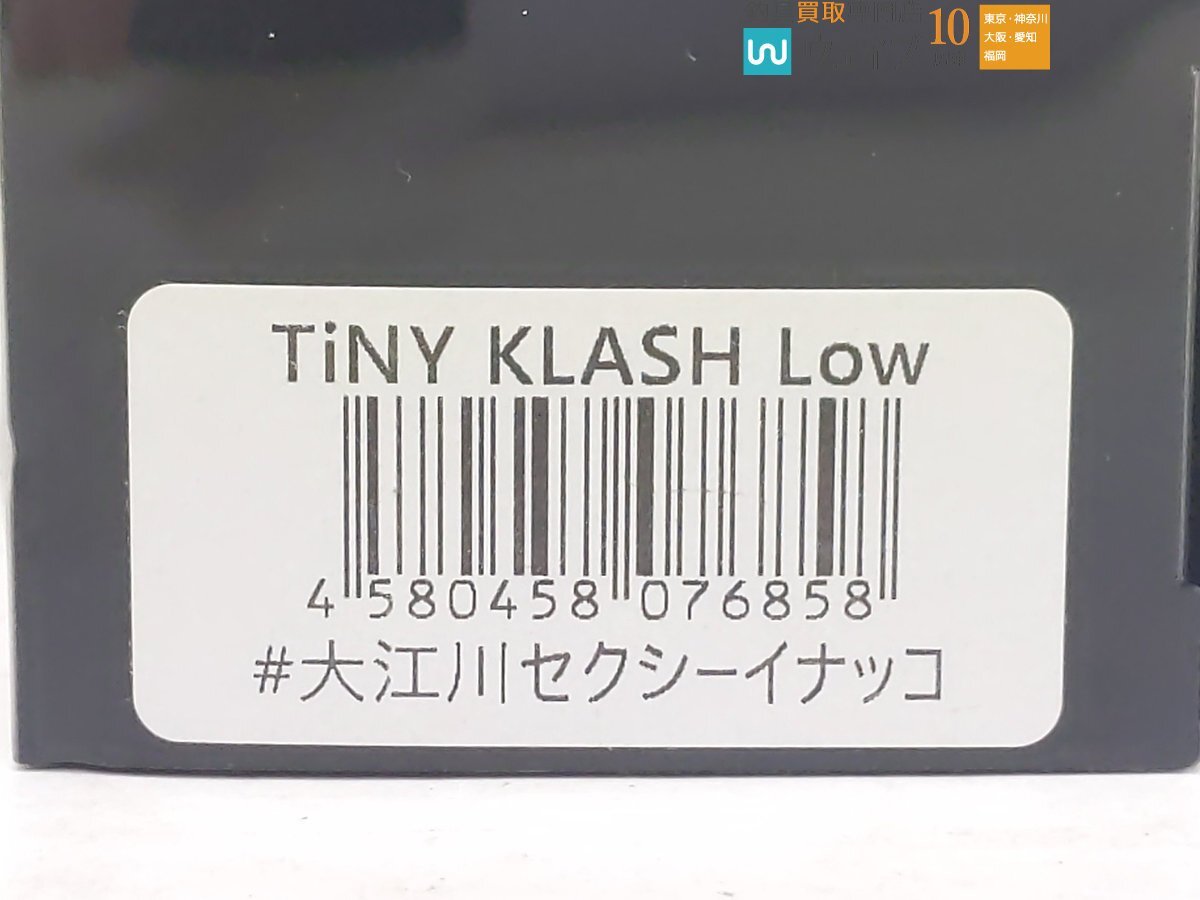 買取
10
東京・神奈川
大阪・愛知
福岡
TiNY KLASH Low
4 580458 076858
#大江川セクシーイナッコ